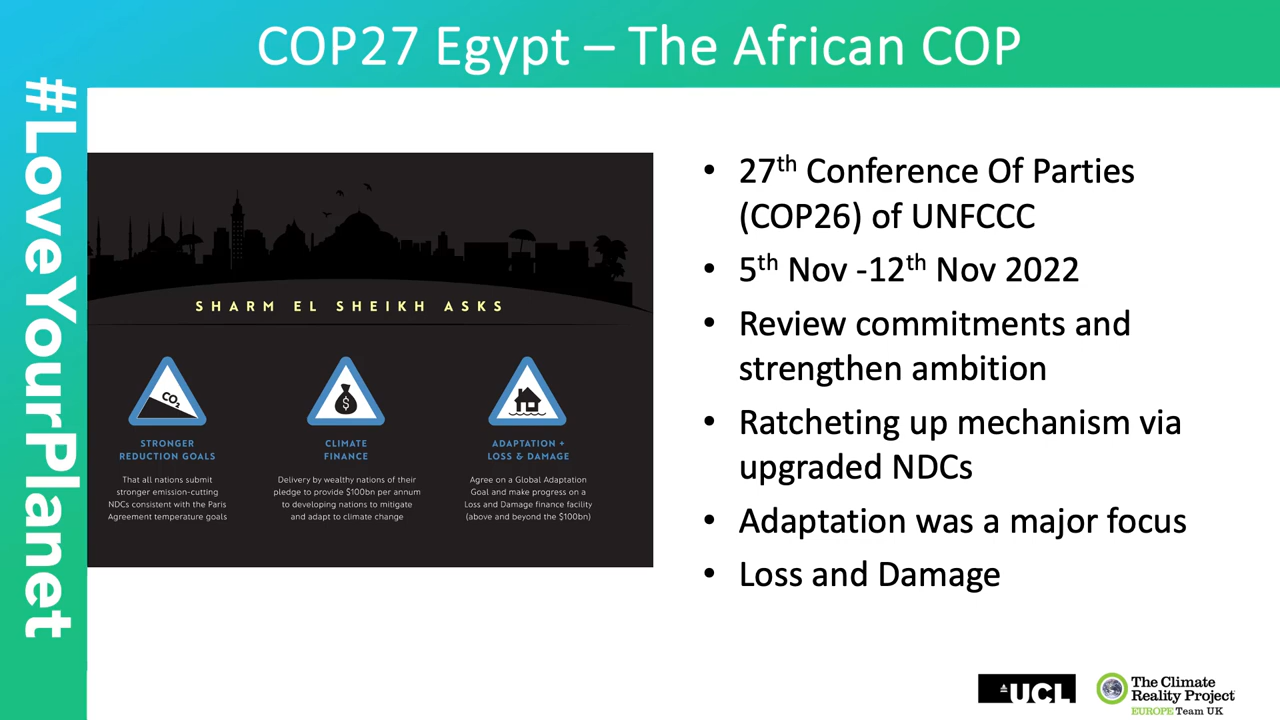 COP27 Egypt – The African COP
#LoveYourPlanet
SHARM EL SHEIKH ASKS
CO₂
$
STRONGER
REDUCTION GOALS
That all nations submit
stronger emission-cutting
NDCs consistent with the Paris
Agreement temperature goals
CLIMATE
FINANCE
Delivery by wealthy nations of their
pledge to provide $100bn per annum
to developing nations to mitigate
and adapt to climate change
ADAPTATION +
LOSS & DAMAGE
Agree on a Global Adaptation
Goal and make progress on a
Loss and Damage finance facility
(above and beyond the $100bn)
• 27th Conference Of Parties
(COP26) of UNFCCC
• 5th Nov -12th Nov 2022
• Review commitments and
strengthen ambition
• Ratcheting up mechanism via
upgraded NDCs
• Adaptation was a major focus
• Loss and Damage
UCL
The Climate
Reality Project
EUROPE Team UK